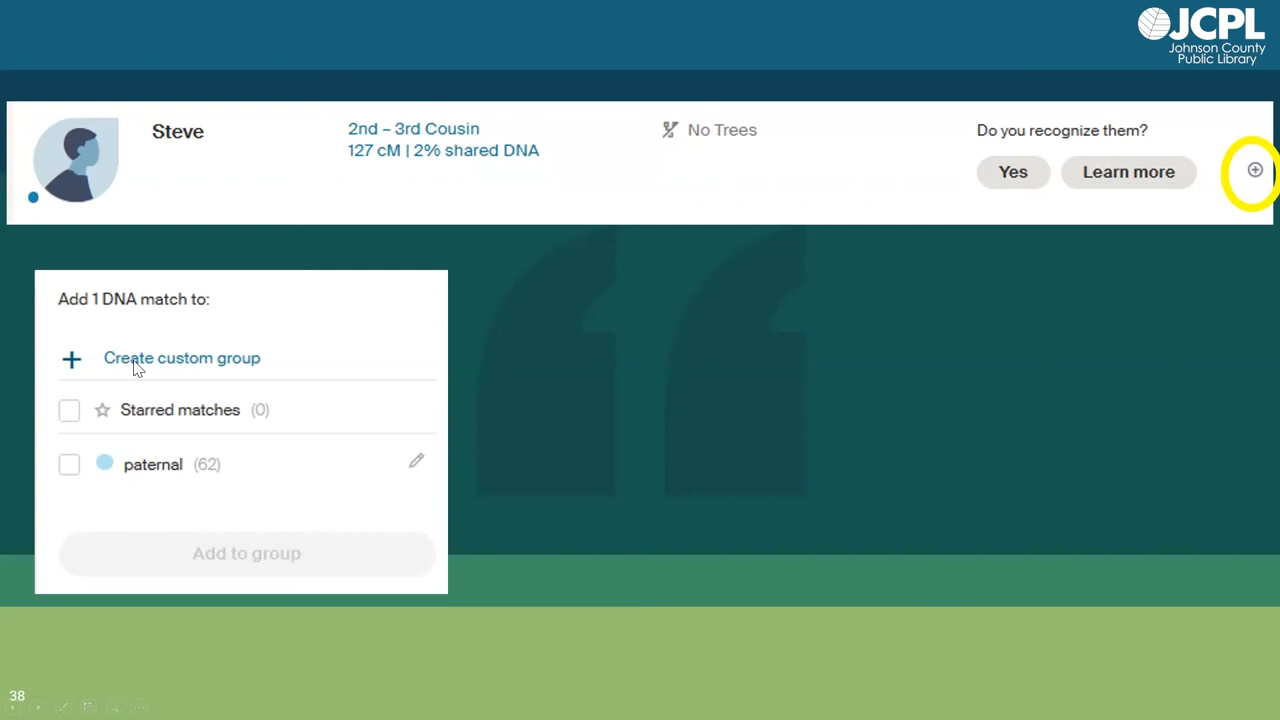 JCPL
Johnson County
Public Library
Steve
2nd – 3rd Cousin
127 cM | 2% shared DNA
No Trees
Do you recognize them?
Yes
Learn more
Add 1 DNA match to:
Create custom group
Starred matches (0)
paternal (62)
Add to group
38